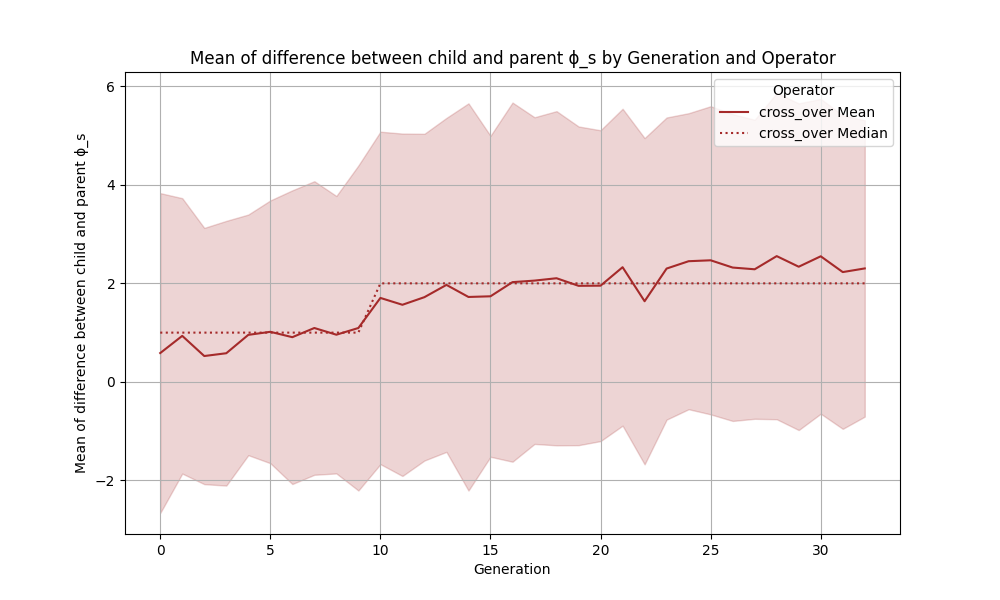 Mean of difference between child and parent ϕ_s by Generation and Operator
Mean of difference between child and parent ϕ_s
6
4
2
0
−2
Operator
cross_over Mean
cross_over Median
0 5 10 15 20 25 30
Generation